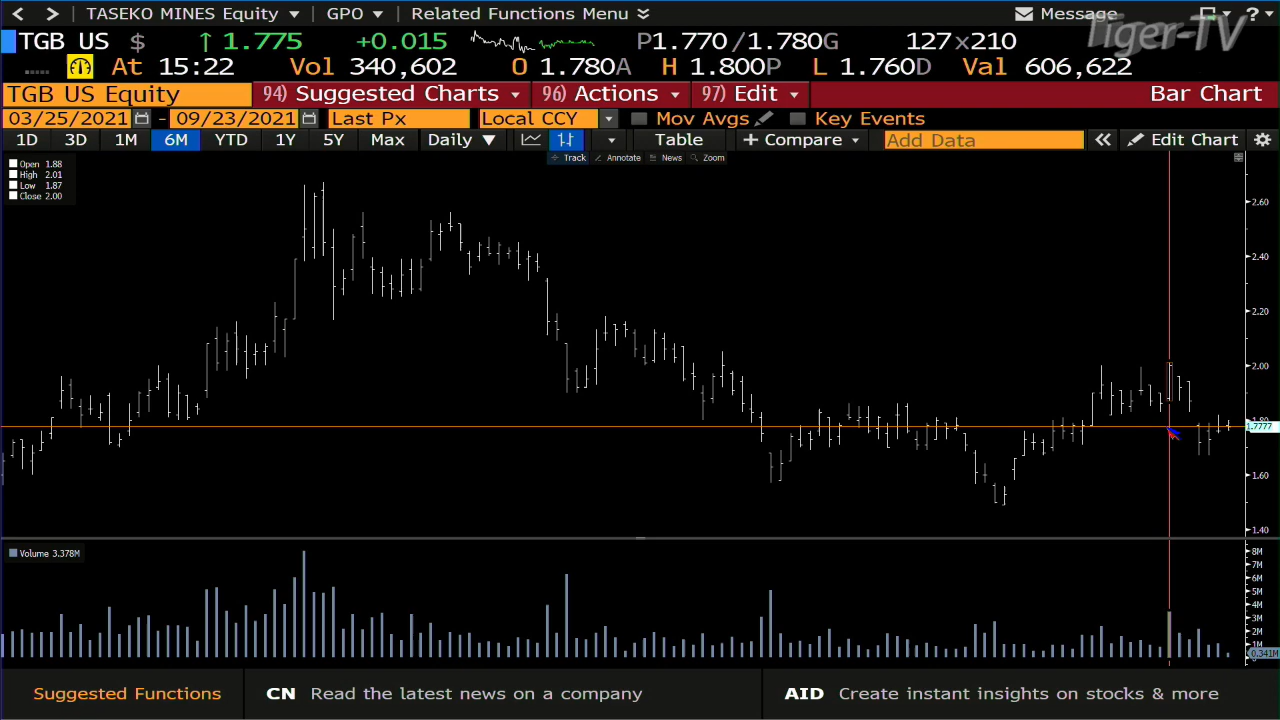 TASEKO MINES Equity GPO Related Functions Menu Message ?
Tiger-TV
TGB US $ ↑ 1.775 +0.015 P1.770/1.780G 127x210
At 15:22 Vol 340,602 O 1.780A H 1.800P L 1.760D Val 606,622
TGB US Equity 94) Suggested Charts 96) Actions 97) Edit Bar Chart
03/25/2021 - 09/23/2021 Last Px Local CCY Mov Avgs Key Events
1D 3D 1M 6M YTD 1Y 5Y Max Daily ▼ Table + Compare Add Data « Edit Chart
Track Annotate News Zoom
Open 1.88
High 2.01
Low 1.87
Close 2.00
2.60
2.40
2.20
2.00
1.80
1.7777
1.60
1.40
Volume 3.378M
8M
7M
6M
5M
4M
3M
2M
1M
0.341M
0
Suggested Functions CN Read the latest news on a company AID Create instant insights on stocks & more